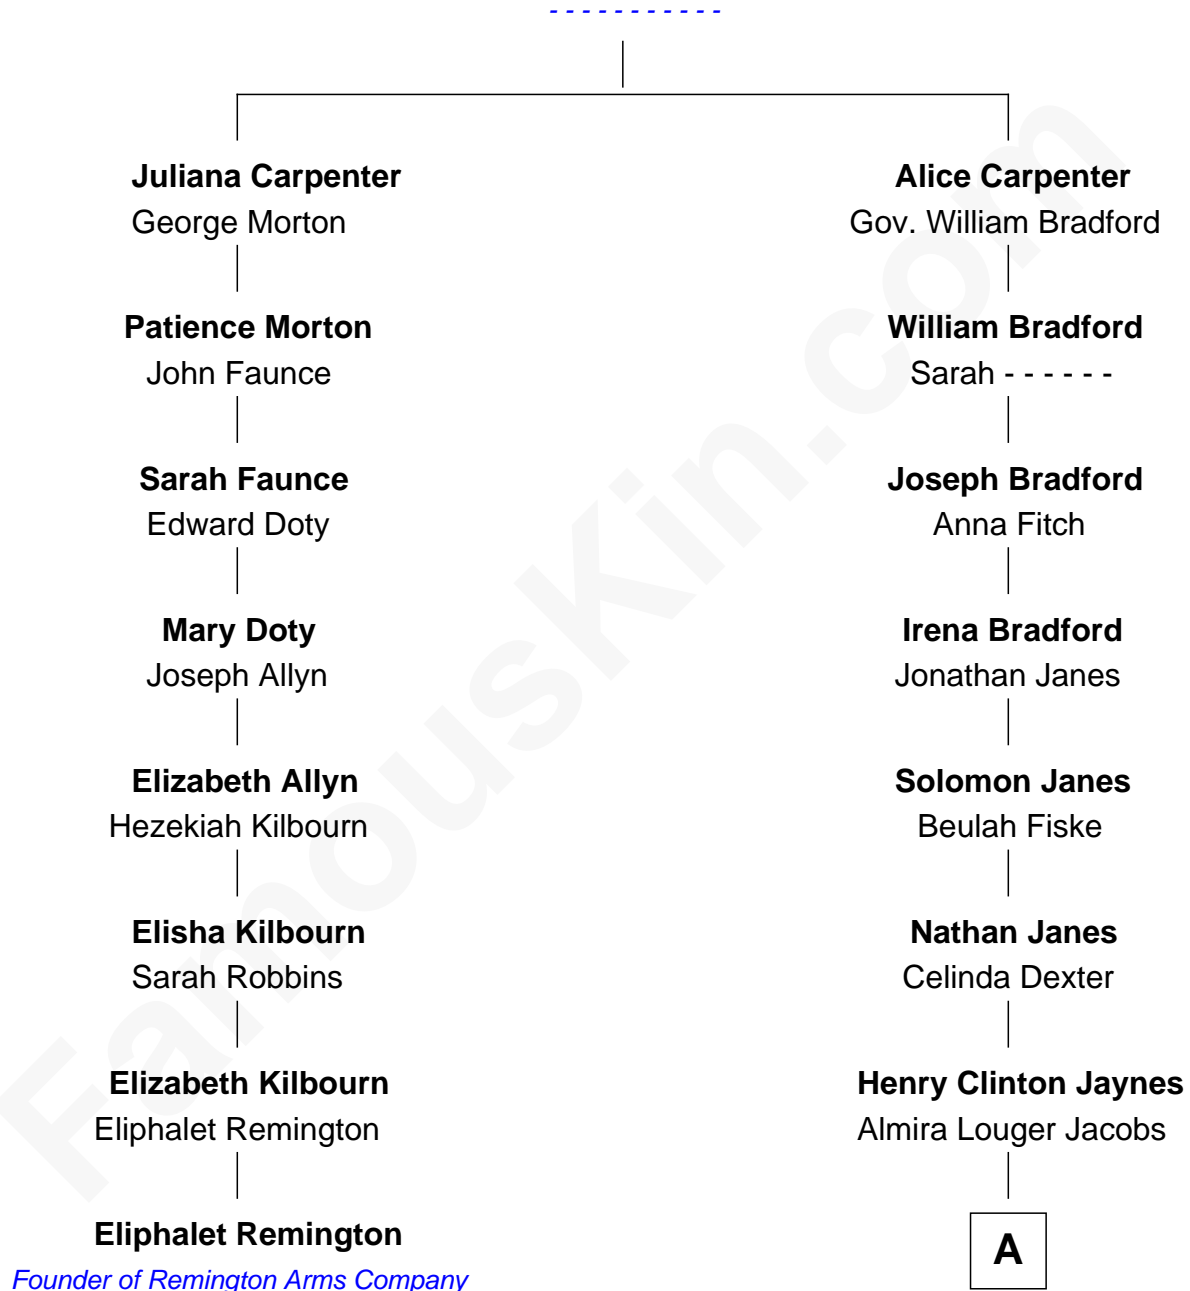 - - - - - - - - - - -
Juliana Carpenter
George Morton
Alice Carpenter
Gov. William Bradford
Patience Morton
John Faunce
William Bradford
Sarah - - - - - -
Sarah Faunce
Edward Doty
Joseph Bradford
Anna Fitch
Mary Doty
Joseph Allyn
Irena Bradford
Jonathan Janes
Elizabeth Allyn
Hezekiah Kilbourn
Solomon Janes
Beulah Fiske
Elisha Kilbourn
Sarah Robbins
Nathan Janes
Celinda Dexter
Elizabeth Kilbourn
Eliphalet Remington
Henry Clinton Jaynes
Almira Louger Jacobs
Eliphalet Remington
Founder of Remington Arms Company
A
FamousKin.com